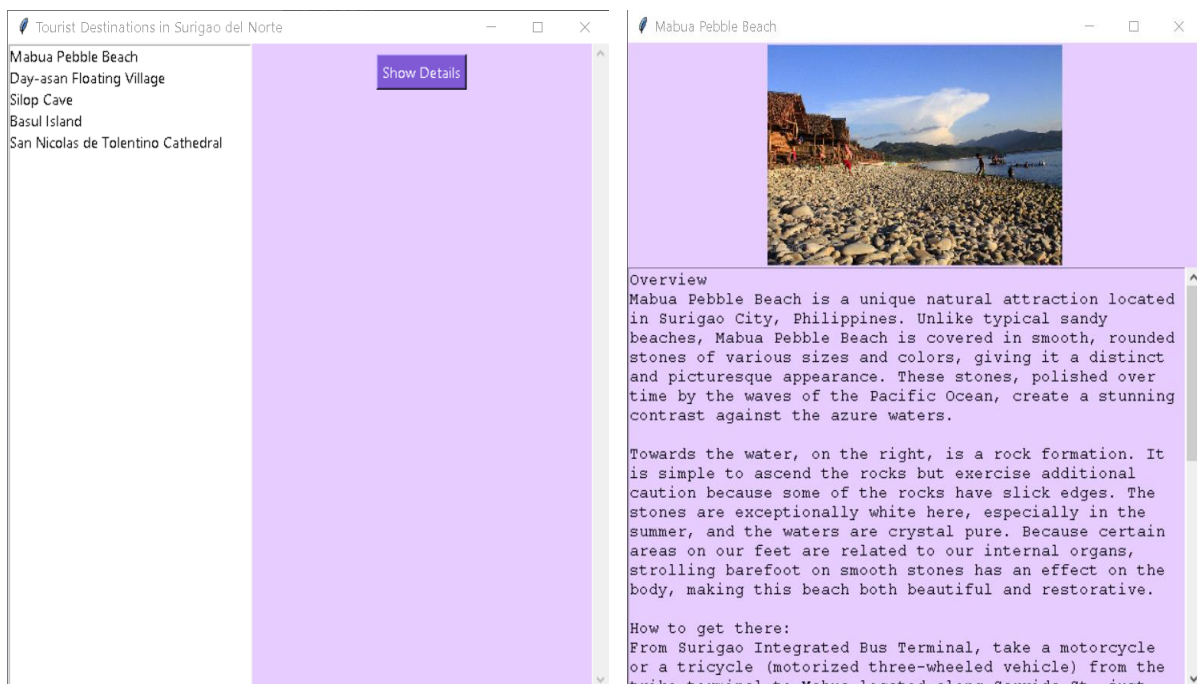 Tourist Destinations in Surigao del Norte
Mabua Pebble Beach
Day-asan Floating Village
Silop Cave
Basul Island
San Nicolas de Tolentino Cathedral
Show Details
Mabua Pebble Beach
Overview
Mabua Pebble Beach is a unique natural attraction located
in Surigao City, Philippines. Unlike typical sandy
beaches, Mabua Pebble Beach is covered in smooth, rounded
stones of various sizes and colors, giving it a distinct
and picturesque appearance. These stones, polished over
time by the waves of the Pacific Ocean, create a stunning
contrast against the azure waters.
Towards the water, on the right, is a rock formation. It
is simple to ascend the rocks but exercise additional
caution because some of the rocks have slick edges. The
stones are exceptionally white here, especially in the
summer, and the waters are crystal pure. Because certain
areas on our feet are related to our internal organs,
strolling barefoot on smooth stones has an effect on the
body, making this beach both beautiful and restorative.
How to get there:
From Surigao Integrated Bus Terminal, take a motorcycle
or a tricycle (motorized three-wheeled vehicle) from the
terminal to Mabua located along